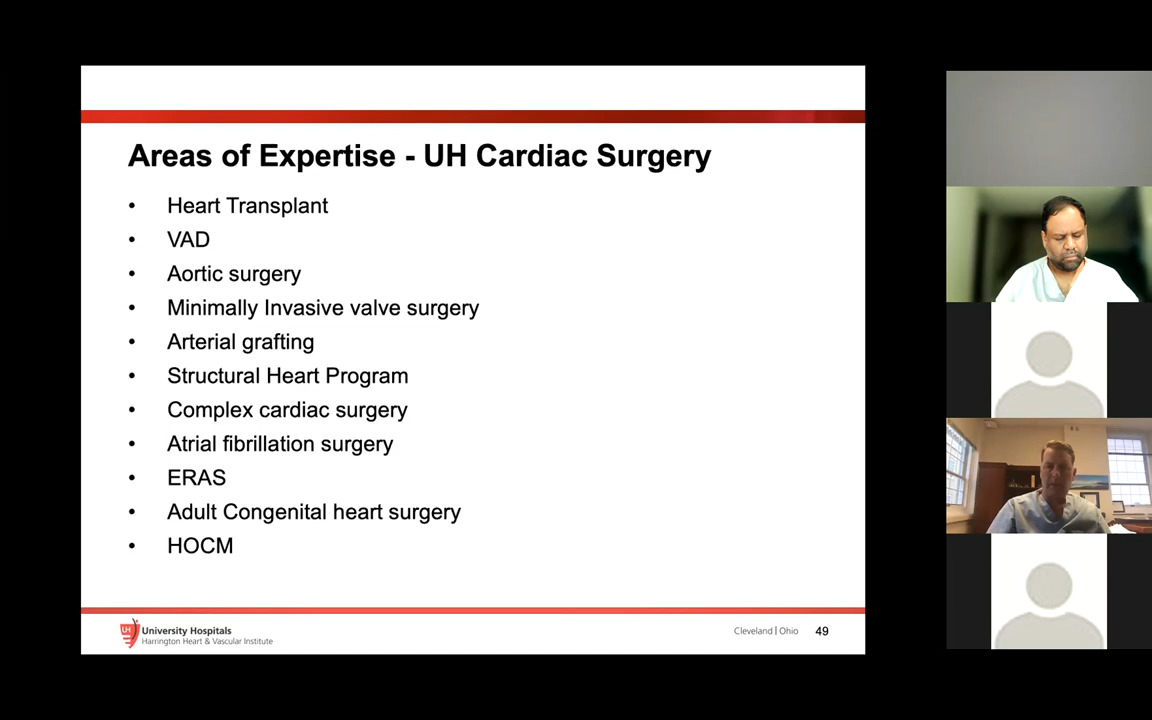 Areas of Expertise - UH Cardiac Surgery
• Heart Transplant
• VAD
• Aortic surgery
• Minimally Invasive valve surgery
• Arterial grafting
• Structural Heart Program
• Complex cardiac surgery
• Atrial fibrillation surgery
• ERAS
• Adult Congenital heart surgery
• HOCM
UH
University Hospitals
Harrington Heart & Vascular Institute
Cleveland | Ohio 49